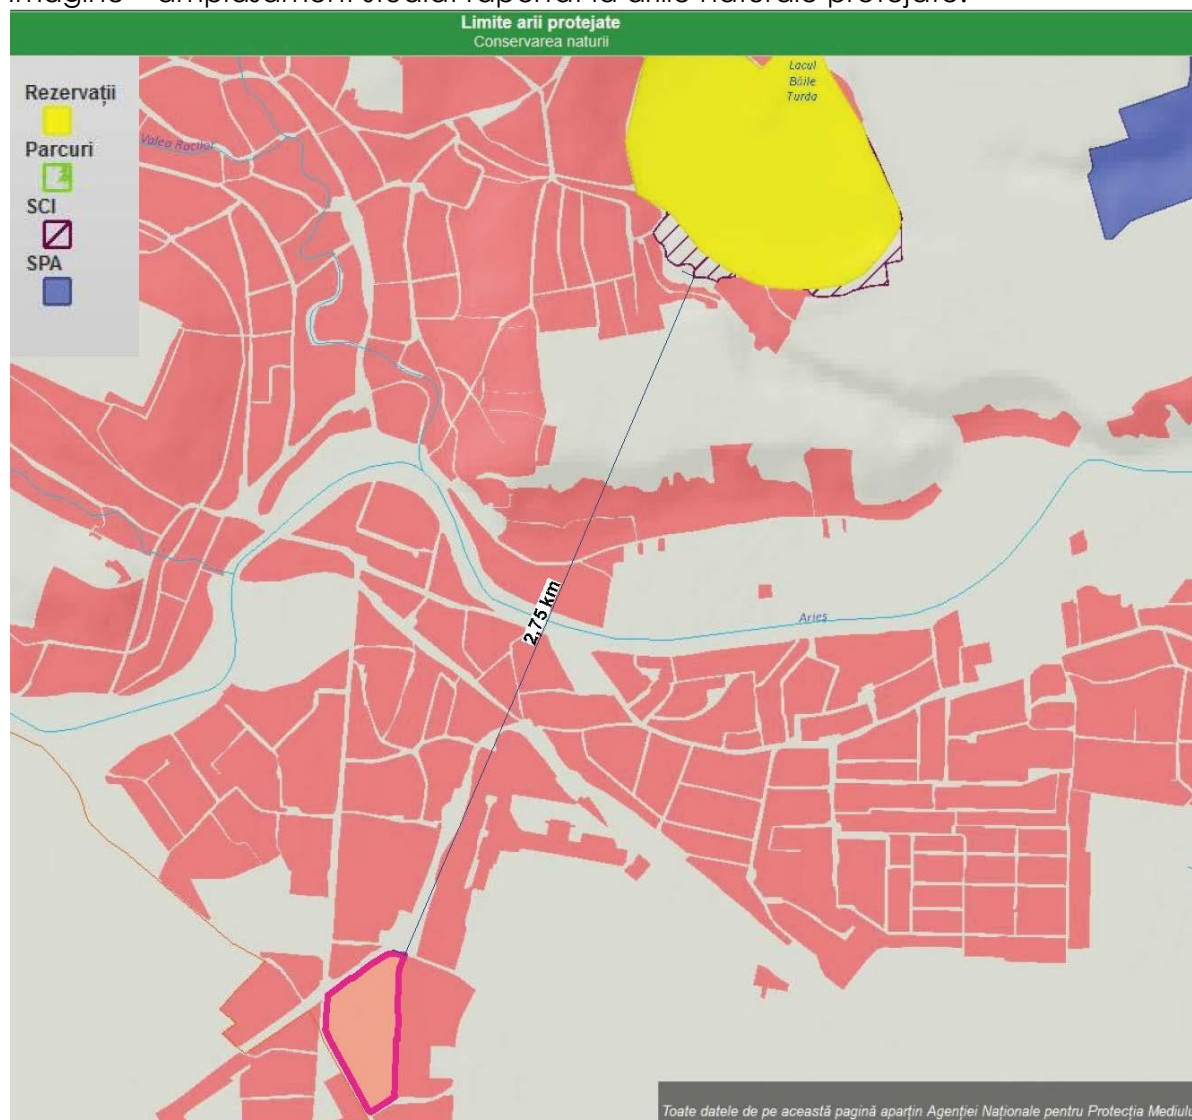 imagine - amplasament studiat raportat la ariile naturale protejate.
Limite arii protejate
Conservarea naturii
Rezervații
Parcuri
SCI
SPA
Lacul
Băile
Turda
Valea Racilor
2,75 km
Arieș
Toate datele de pe această pagină aparțin Agenției Naționale pentru Protecția Mediului